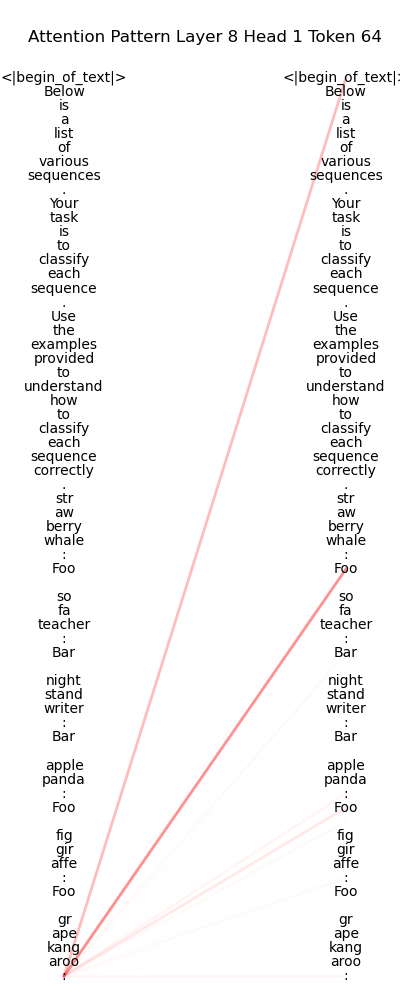 Attention Pattern Layer 8 Head 1 Token 64
<|begin_of_text|> <|begin_of_text|>
Below Below
is is
a a
list list
of of
various various
sequences sequences
. .
Your Your
task task
is is
to to
classify classify
each each
sequence sequence
. .
Use Use
the the
examples examples
provided provided
to to
understand understand
how how
to to
classify classify
each each
sequence sequence
correctly correctly
. .
str str
aw aw
berry berry
whale whale
: :
Foo Foo
so so
fa fa
teacher teacher
: :
Bar Bar
night night
stand stand
writer writer
: :
Bar Bar
apple apple
panda panda
: :
Foo Foo
fig fig
gir gir
affe affe
: :
Foo Foo
gr gr
ape ape
kang kang
aroo aroo
: :